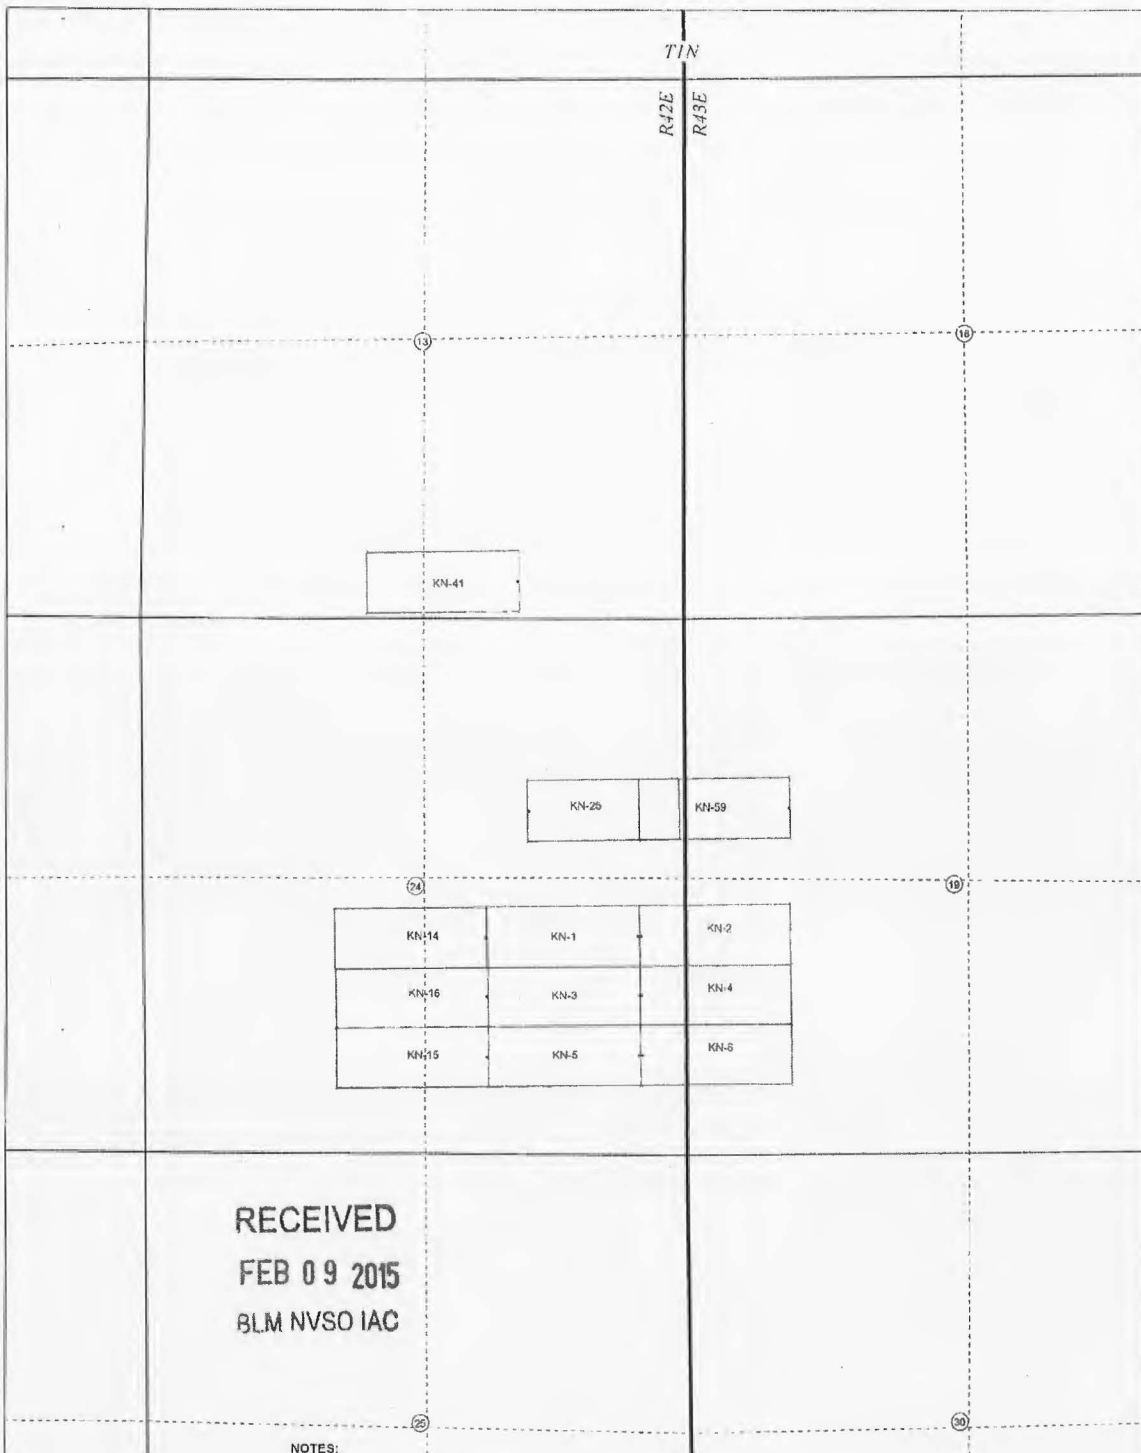 T1N
R42E
R43E
13
18
KN-41
KN-25
KN-59
24
19
KN-14
KN-1
KN-2
KN-16
KN-3
KN-4
KN-15
KN-5
KN-6
RECEIVED
FEB 09 2015
BLM NVSO IAC
25
30
NOTES: